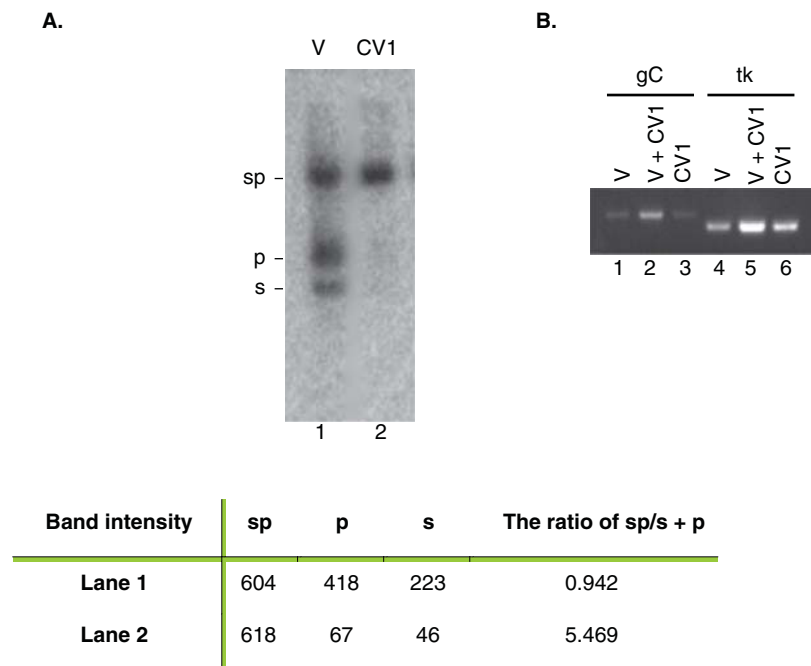 A.
V CV1
sp
p
s
1 2
B.
gC tk
V V + CV1 CV1 V V + CV1 CV1
1 2 3 4 5 6
Band intensity sp p s The ratio of sp/s + p
Lane 1 604 418 223 0.942
Lane 2 618 67 46 5.469